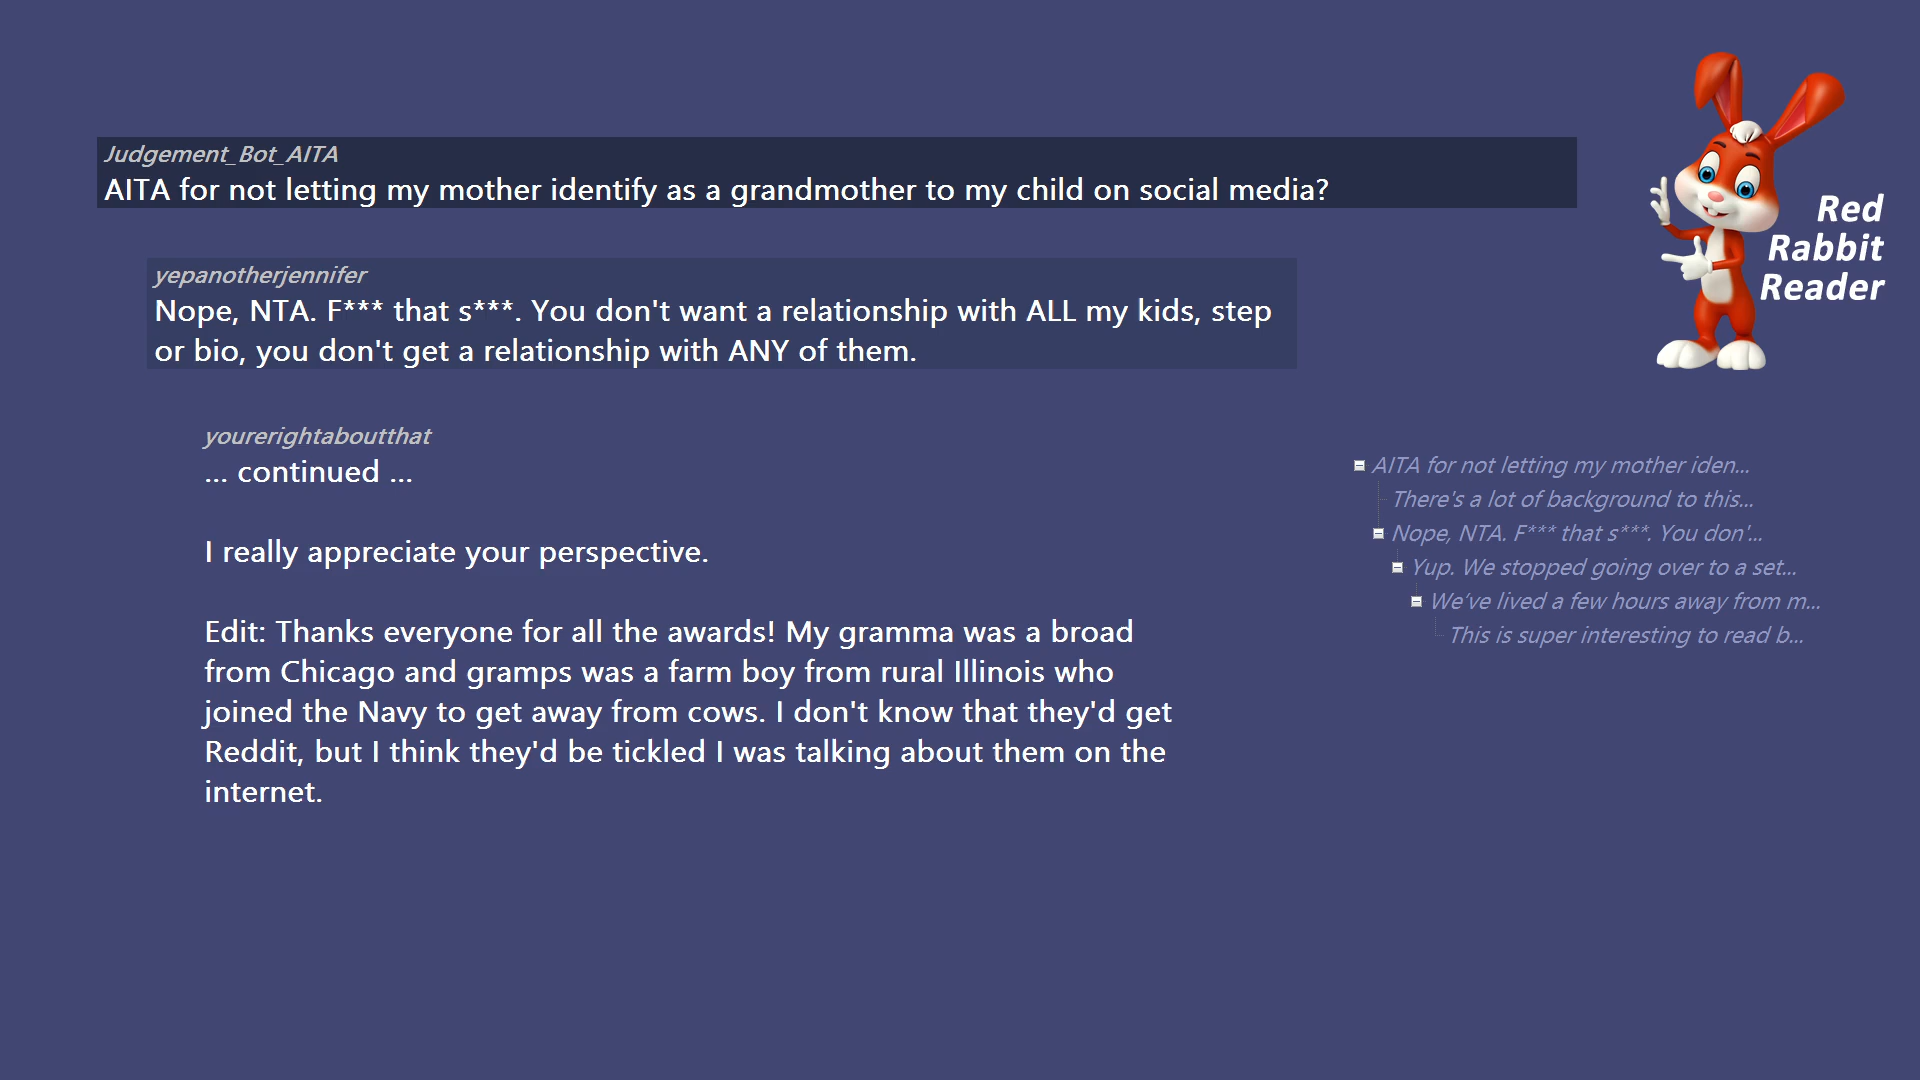 Judgement_Bot_AITA
AITA for not letting my mother identify as a grandmother to my child on social media?
Red
Rabbit
Reader
yepanotherjennifer
Nope, NTA. F*** that s***. You don't want a relationship with ALL my kids, step
or bio, you don't get a relationship with ANY of them.
yourerightaboutthat
... continued ...
I really appreciate your perspective.
Edit: Thanks everyone for all the awards! My gramma was a broad
from Chicago and gramps was a farm boy from rural Illinois who
joined the Navy to get away from cows. I don't know that they'd get
Reddit, but I think they'd be tickled I was talking about them on the
internet.
AITA for not letting my mother iden...
There's a lot of background to this...
Nope, NTA. F*** that s***. You don'...
Yup. We stopped going over to a set...
We’ve lived a few hours away from m...
This is super interesting to read b...